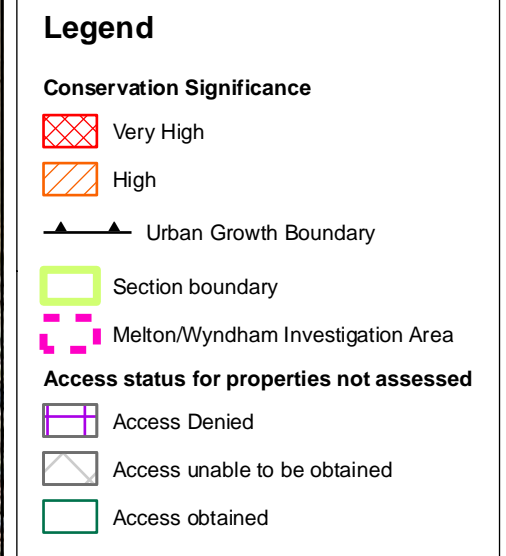 Legend
Conservation Significance
Very High
High
Urban Growth Boundary
Section boundary
Melton/Wyndham Investigation Area
Access status for properties not assessed
Access Denied
Access unable to be obtained
Access obtained